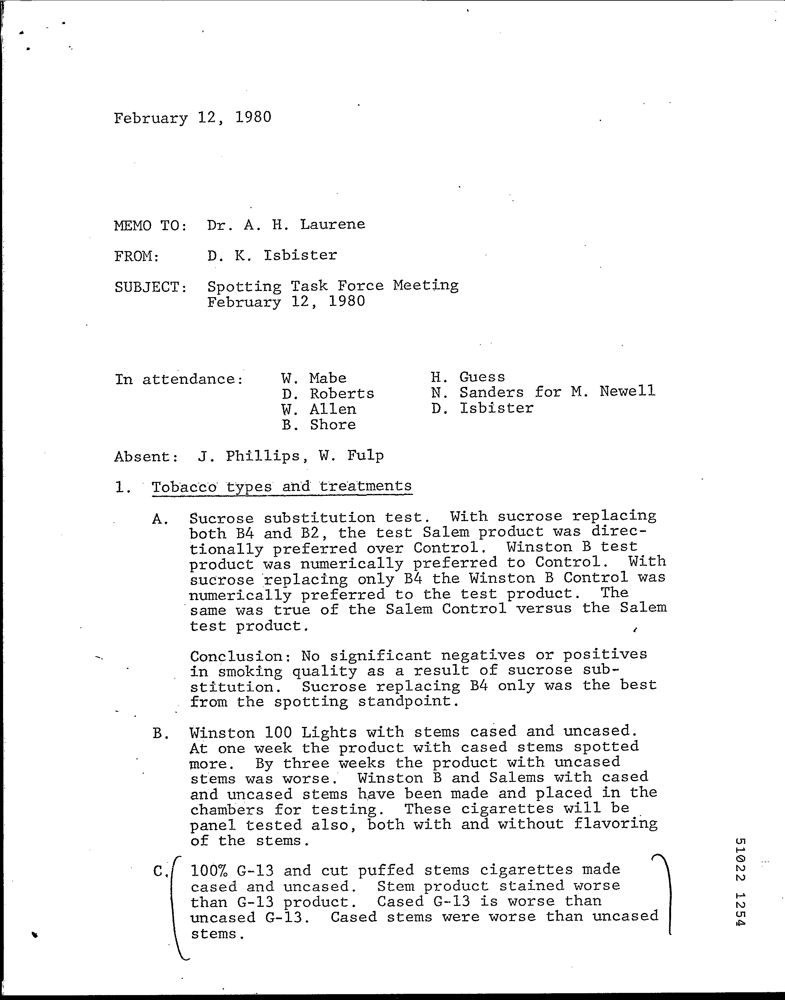 February 12, 1980
MEMO TO: Dr. A. H. Laurene
FROM: D. K. Isbister
SUBJECT: Spotting Task Force Meeting
February 12, 1980
In attendance: W. Mabe H. Guess
D. Roberts N. Sanders for M. Newell
W. Allen D. Isbister
B. Shore
Absent: J. Phillips, W. Fulp
1. Tobacco types and treatments
A. Sucrose substitution test. With sucrose replacing
both B4 and B2, the test Salem product was direc-
tionally preferred over Control. Winston B test
product was numerically preferred to Control. With
sucrose replacing only B4 the Winston B Control was
numerically preferred to the test product. The
same was true of the Salem Control versus the Salem
test product.
Conclusion: No significant negatives or positives
in smoking quality as a result of sucrose sub-
stitution. Sucrose replacing B4 only was the best
from the spotting standpoint.
B. Winston 100 Lights with stems cased and uncased.
At one week the product with cased stems spotted
more. By three weeks the product with uncased
stems was worse. Winston B and Salems with cased
and uncased stems have been made and placed in the
chambers for testing. These cigarettes will be
panel tested also, both with and without flavoring
of the stems.
C. 100% G-13 and cut puffed stems cigarettes made
cased and uncased. Stem product stained worse
than G-13 product. Cased G-13 is worse than
uncased G-13. Cased stems were worse than uncased
stems.
51022 1254